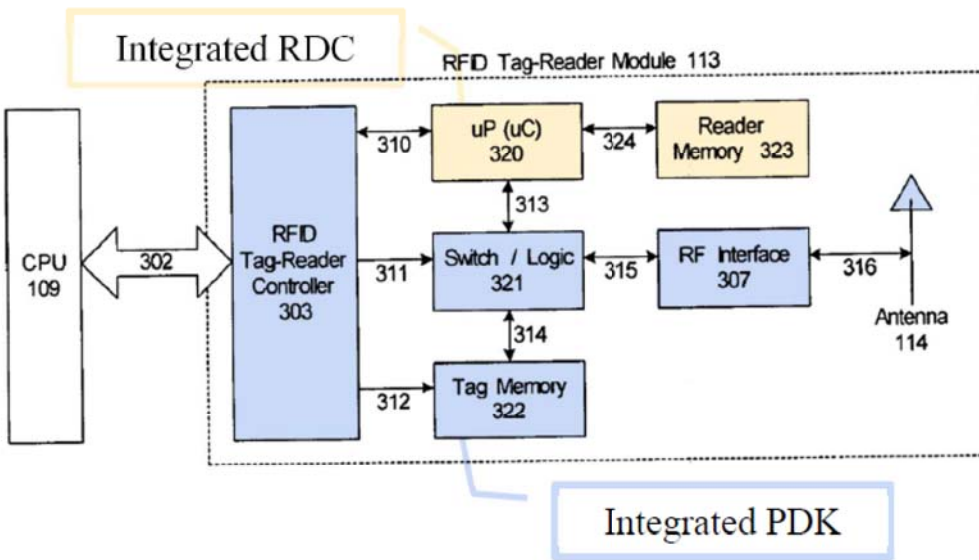 Integrated RDC
RFID Tag-Reader Module 113
CPU
109
302
RFID
Tag-Reader
Controller
303
310
uP (uC)
320
324
Reader
Memory 323
313
311
Switch / Logic
321
315
RF Interface
307
316
Antenna
114
314
312
Tag Memory
322
Integrated PDK